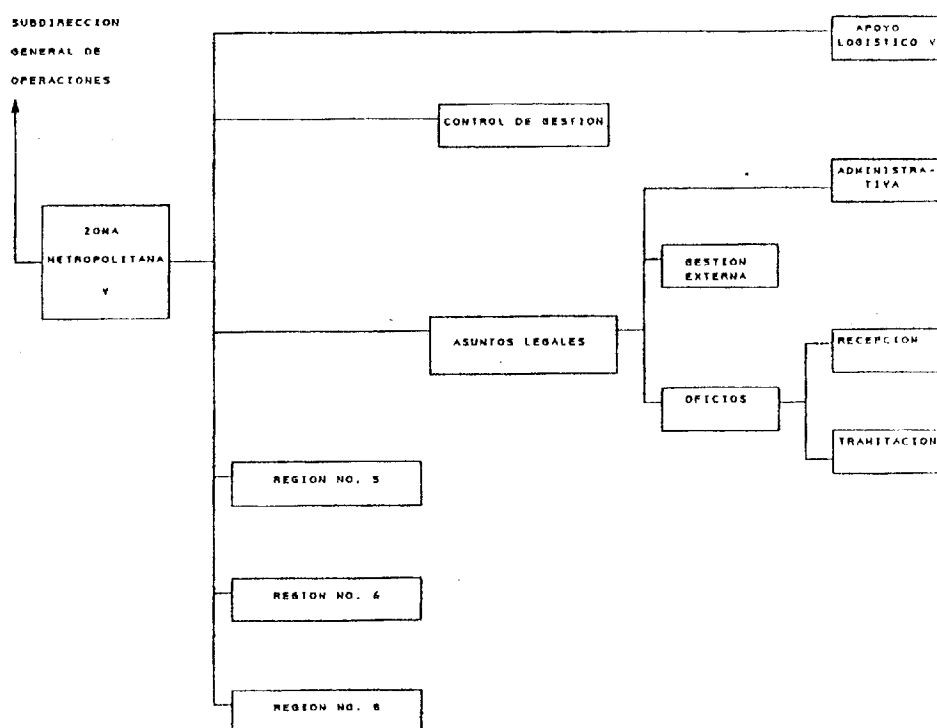 SUBDIRECCION
GENERAL DE
OPERACIONES
APOYO
LOGISTICO V
CONTROL DE GESTION
ADMINISTRA-
TIVA
ZONA
METROPOLITANA
V
GESTION
EXTERNA
ASUNTOS LEGALES
RECEPCION
OFICIOS
TRAMITACION
REGION NO. 5
REGION NO. 6
REGION NO. 8